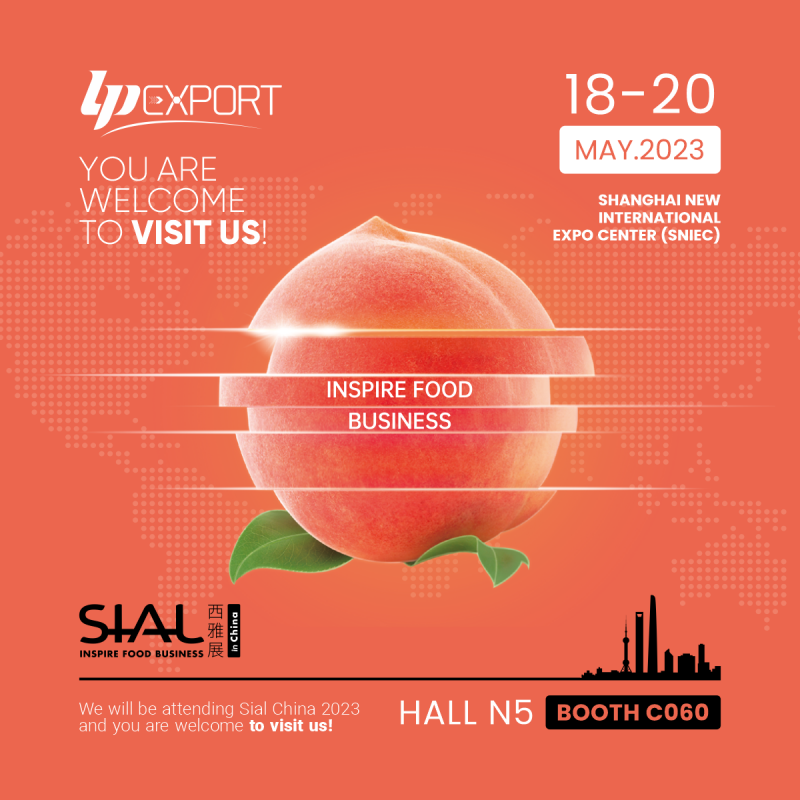 LP EXPORT
YOU ARE
WELCOME
TO VISIT US!
18-20
MAY.2023
SHANGHAI NEW
INTERNATIONAL
EXPO CENTER (SNIEC)
INSPIRE FOOD
BUSINESS
SIAL
西雅展
in China
INSPIRE FOOD BUSINESS
We will be attending Sial China 2023
and you are welcome to visit us!
HALL N5
BOOTH C060